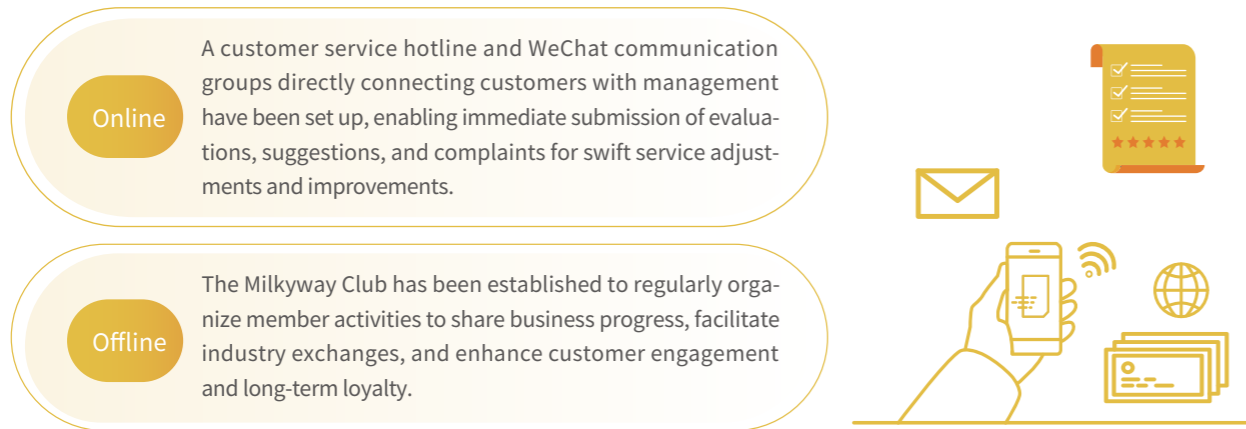 Online
A customer service hotline and WeChat communication
groups directly connecting customers with management
have been set up, enabling immediate submission of evalua-
tions, suggestions, and complaints for swift service adjust-
ments and improvements.
Offline
The Milkyway Club has been established to regularly orga-
nize member activities to share business progress, facilitate
industry exchanges, and enhance customer engagement
and long-term loyalty.